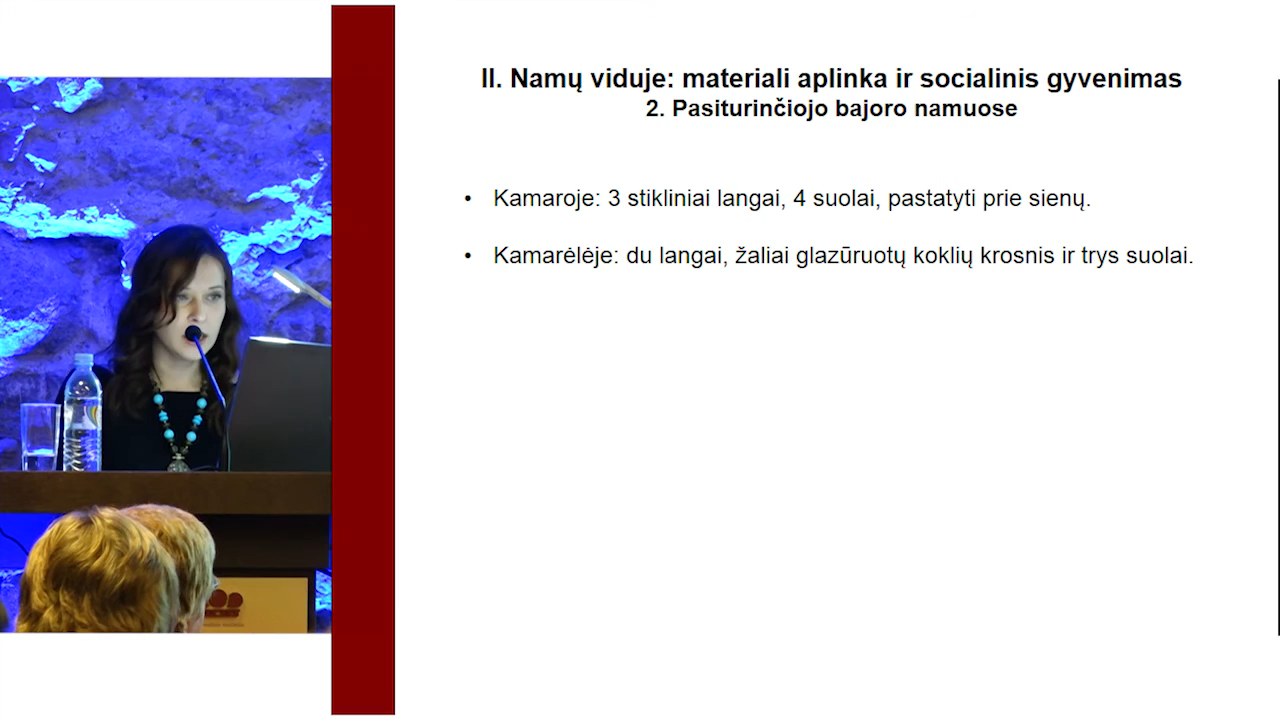 II. Namų viduje: materiali aplinka ir socialinis gyvenimas
2. Pasiturinčiojo bajoro namuose
• Kamaroje: 3 stikliniai langai, 4 suolai, pastatyti prie sienų.
• Kamarėlėje: du langai, žaliai glazūruotų koklių krosnis ir trys suolai.